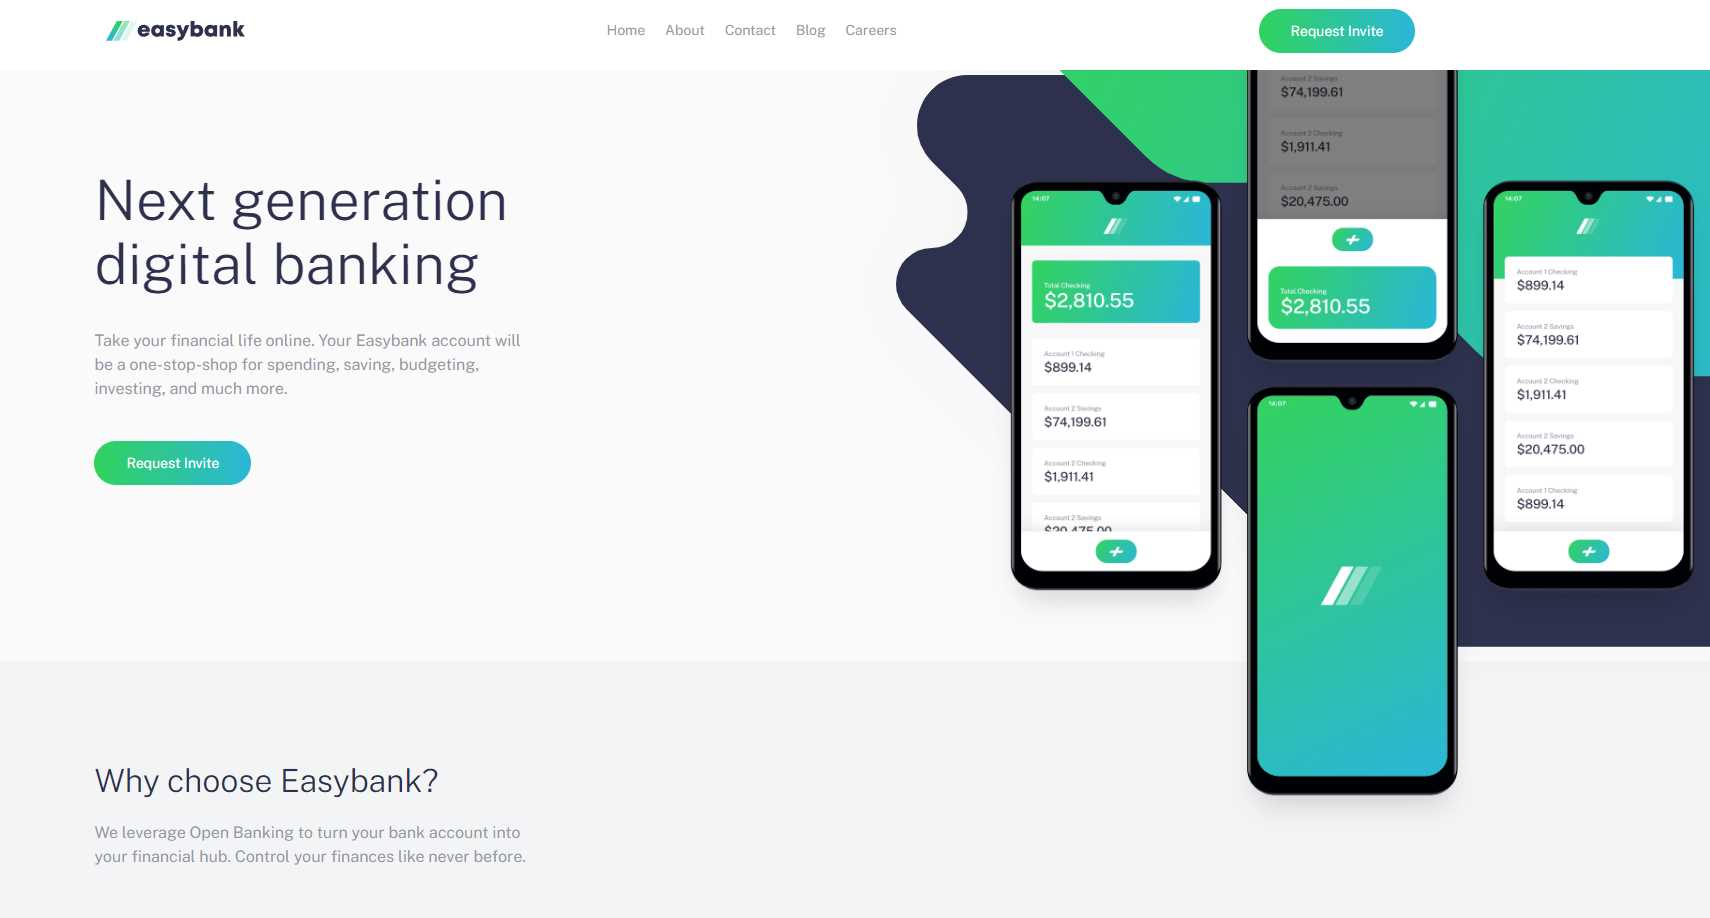 easybank
Home About Contact Blog Careers
Request Invite
Next generation
digital banking
Take your financial life online. Your Easybank account will
be a one-stop-shop for spending, saving, budgeting,
investing, and much more.
Request Invite
14:07
Total Checking
$2,810.55
Account 1 Checking
$899.14
Account 2 Savings
$74,199.61
Account 2 Checking
$1,911.41
Account 2 Savings
$20,475.00
Account 2 Savings
$74,199.61
Account 2 Checking
$1,911.41
Account 2 Savings
$20,475.00
Total Checking
$2,810.55
14:07
14:07
Account 1 Checking
$899.14
Account 2 Savings
$74,199.61
Account 2 Checking
$1,911.41
Account 2 Savings
$20,475.00
Account 1 Checking
$899.14
Why choose Easybank?
We leverage Open Banking to turn your bank account into
your financial hub. Control your finances like never before.